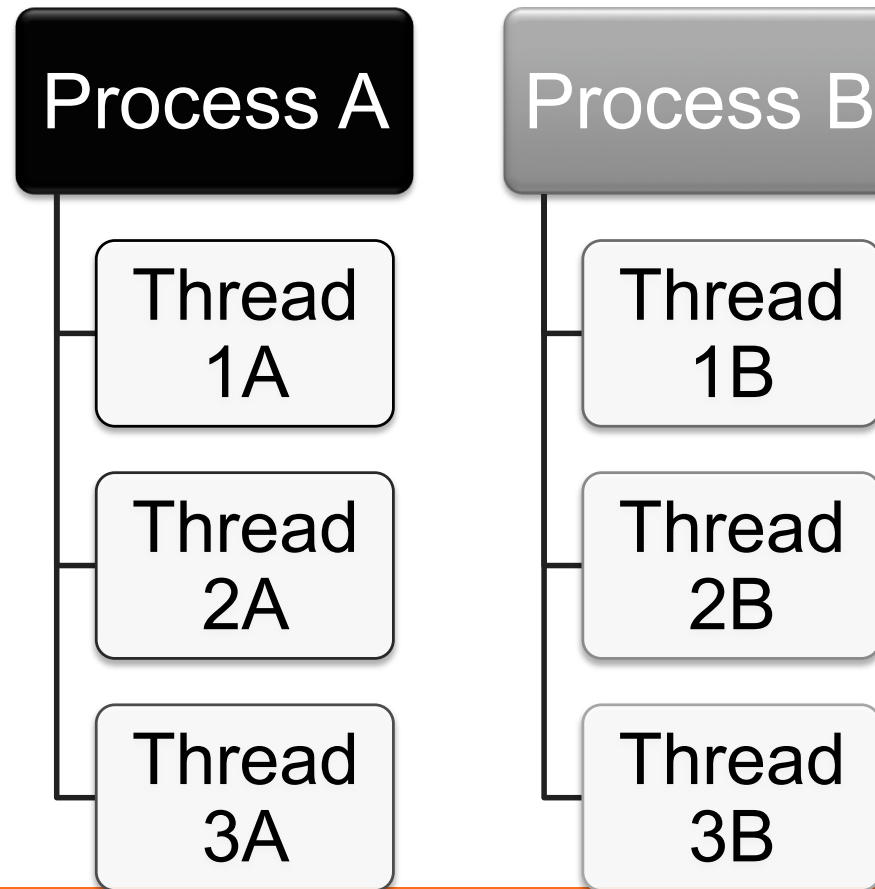 Process A
Thread
1A
Thread
2A
Thread
3A
Process B
Thread
1B
Thread
2B
Thread
3B